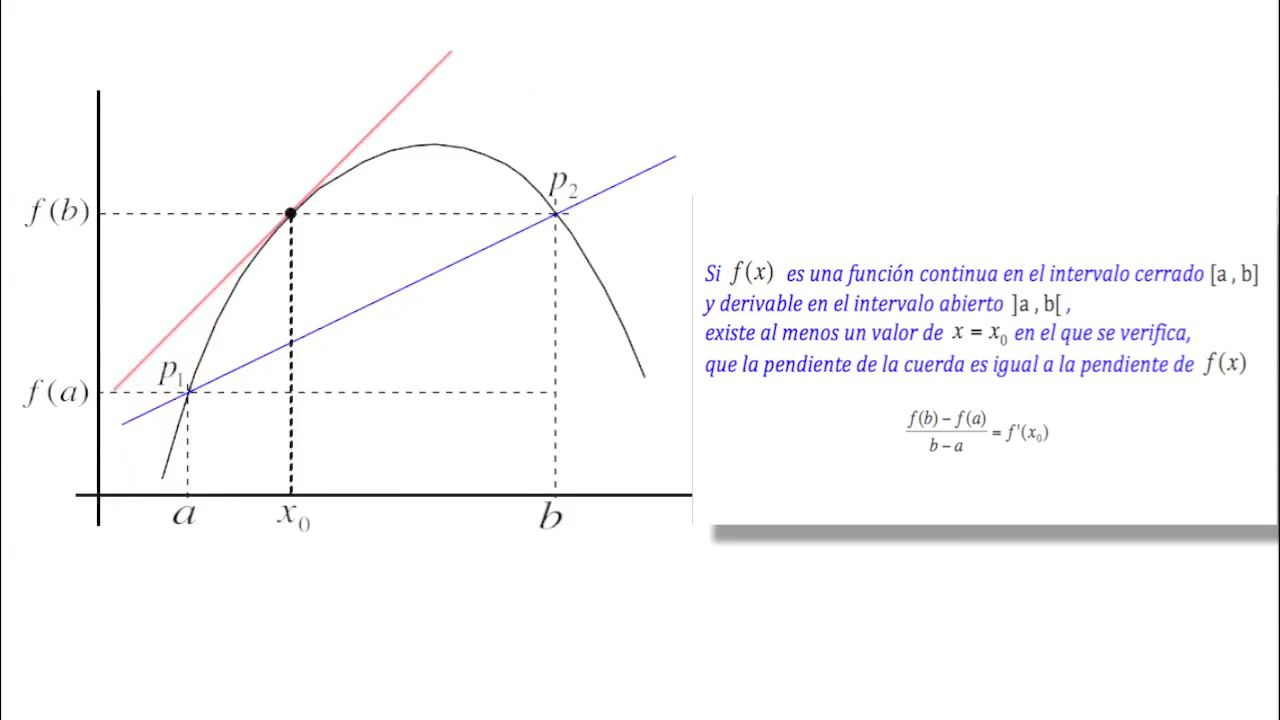 p₂
f(b)
p₁
f(a)
a
x₀
b
Si f(x) es una función continua en el intervalo cerrado [a , b]
y derivable en el intervalo abierto ]a , b[ ,
existe al menos un valor de x = x₀ en el que se verifica,
que la pendiente de la cuerda es igual a la pendiente de f(x)
f(b) – f(a)
b – a
= f'(x₀)